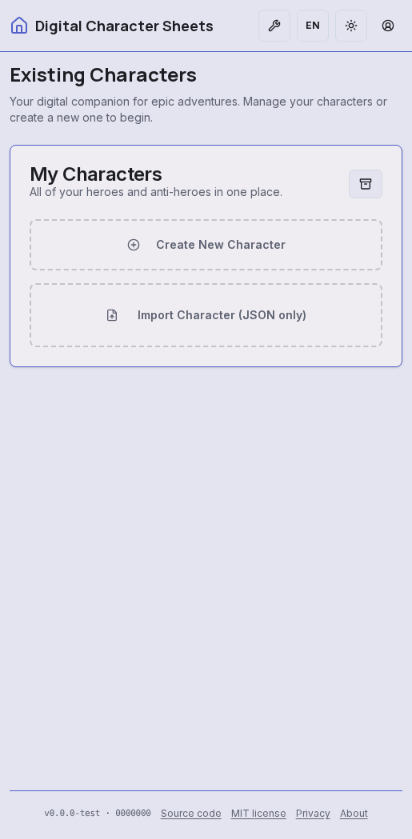 Digital Character Sheets
EN
Existing Characters
Your digital companion for epic adventures. Manage your characters or
create a new one to begin.
My Characters
All of your heroes and anti-heroes in one place.
Create New Character
Import Character (JSON only)
v0.0.0-test · 0000000 Source code MIT license Privacy About